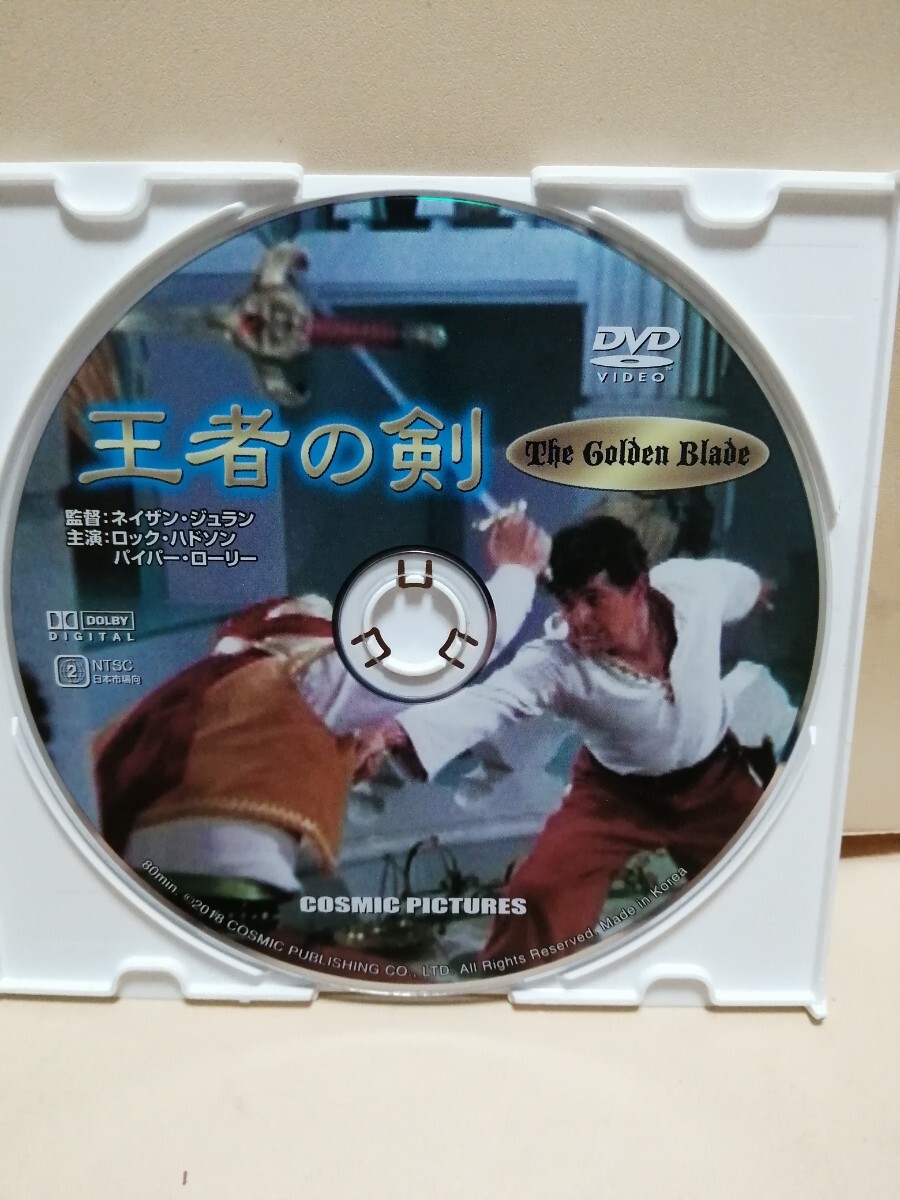 DVD
VIDEO™
王者の剣
The Golden Blade
監督：ネイザン・ジュラン
主演：ロック・ハドソン
パイパー・ローリー
DOLBY
DIGITAL
2
NTSC
日本市場向
COSMIC PICTURES
80min. ©2018 COSMIC PUBLISHING CO., LTD. All Rights Reserved. Made in Korea